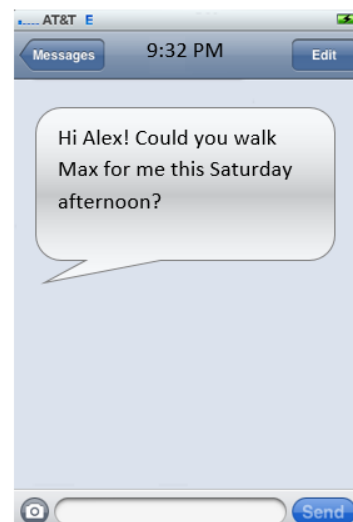 AT&T E
Messages 9:32 PM Edit
Hi Alex! Could you walk
Max for me this Saturday
afternoon?
Send